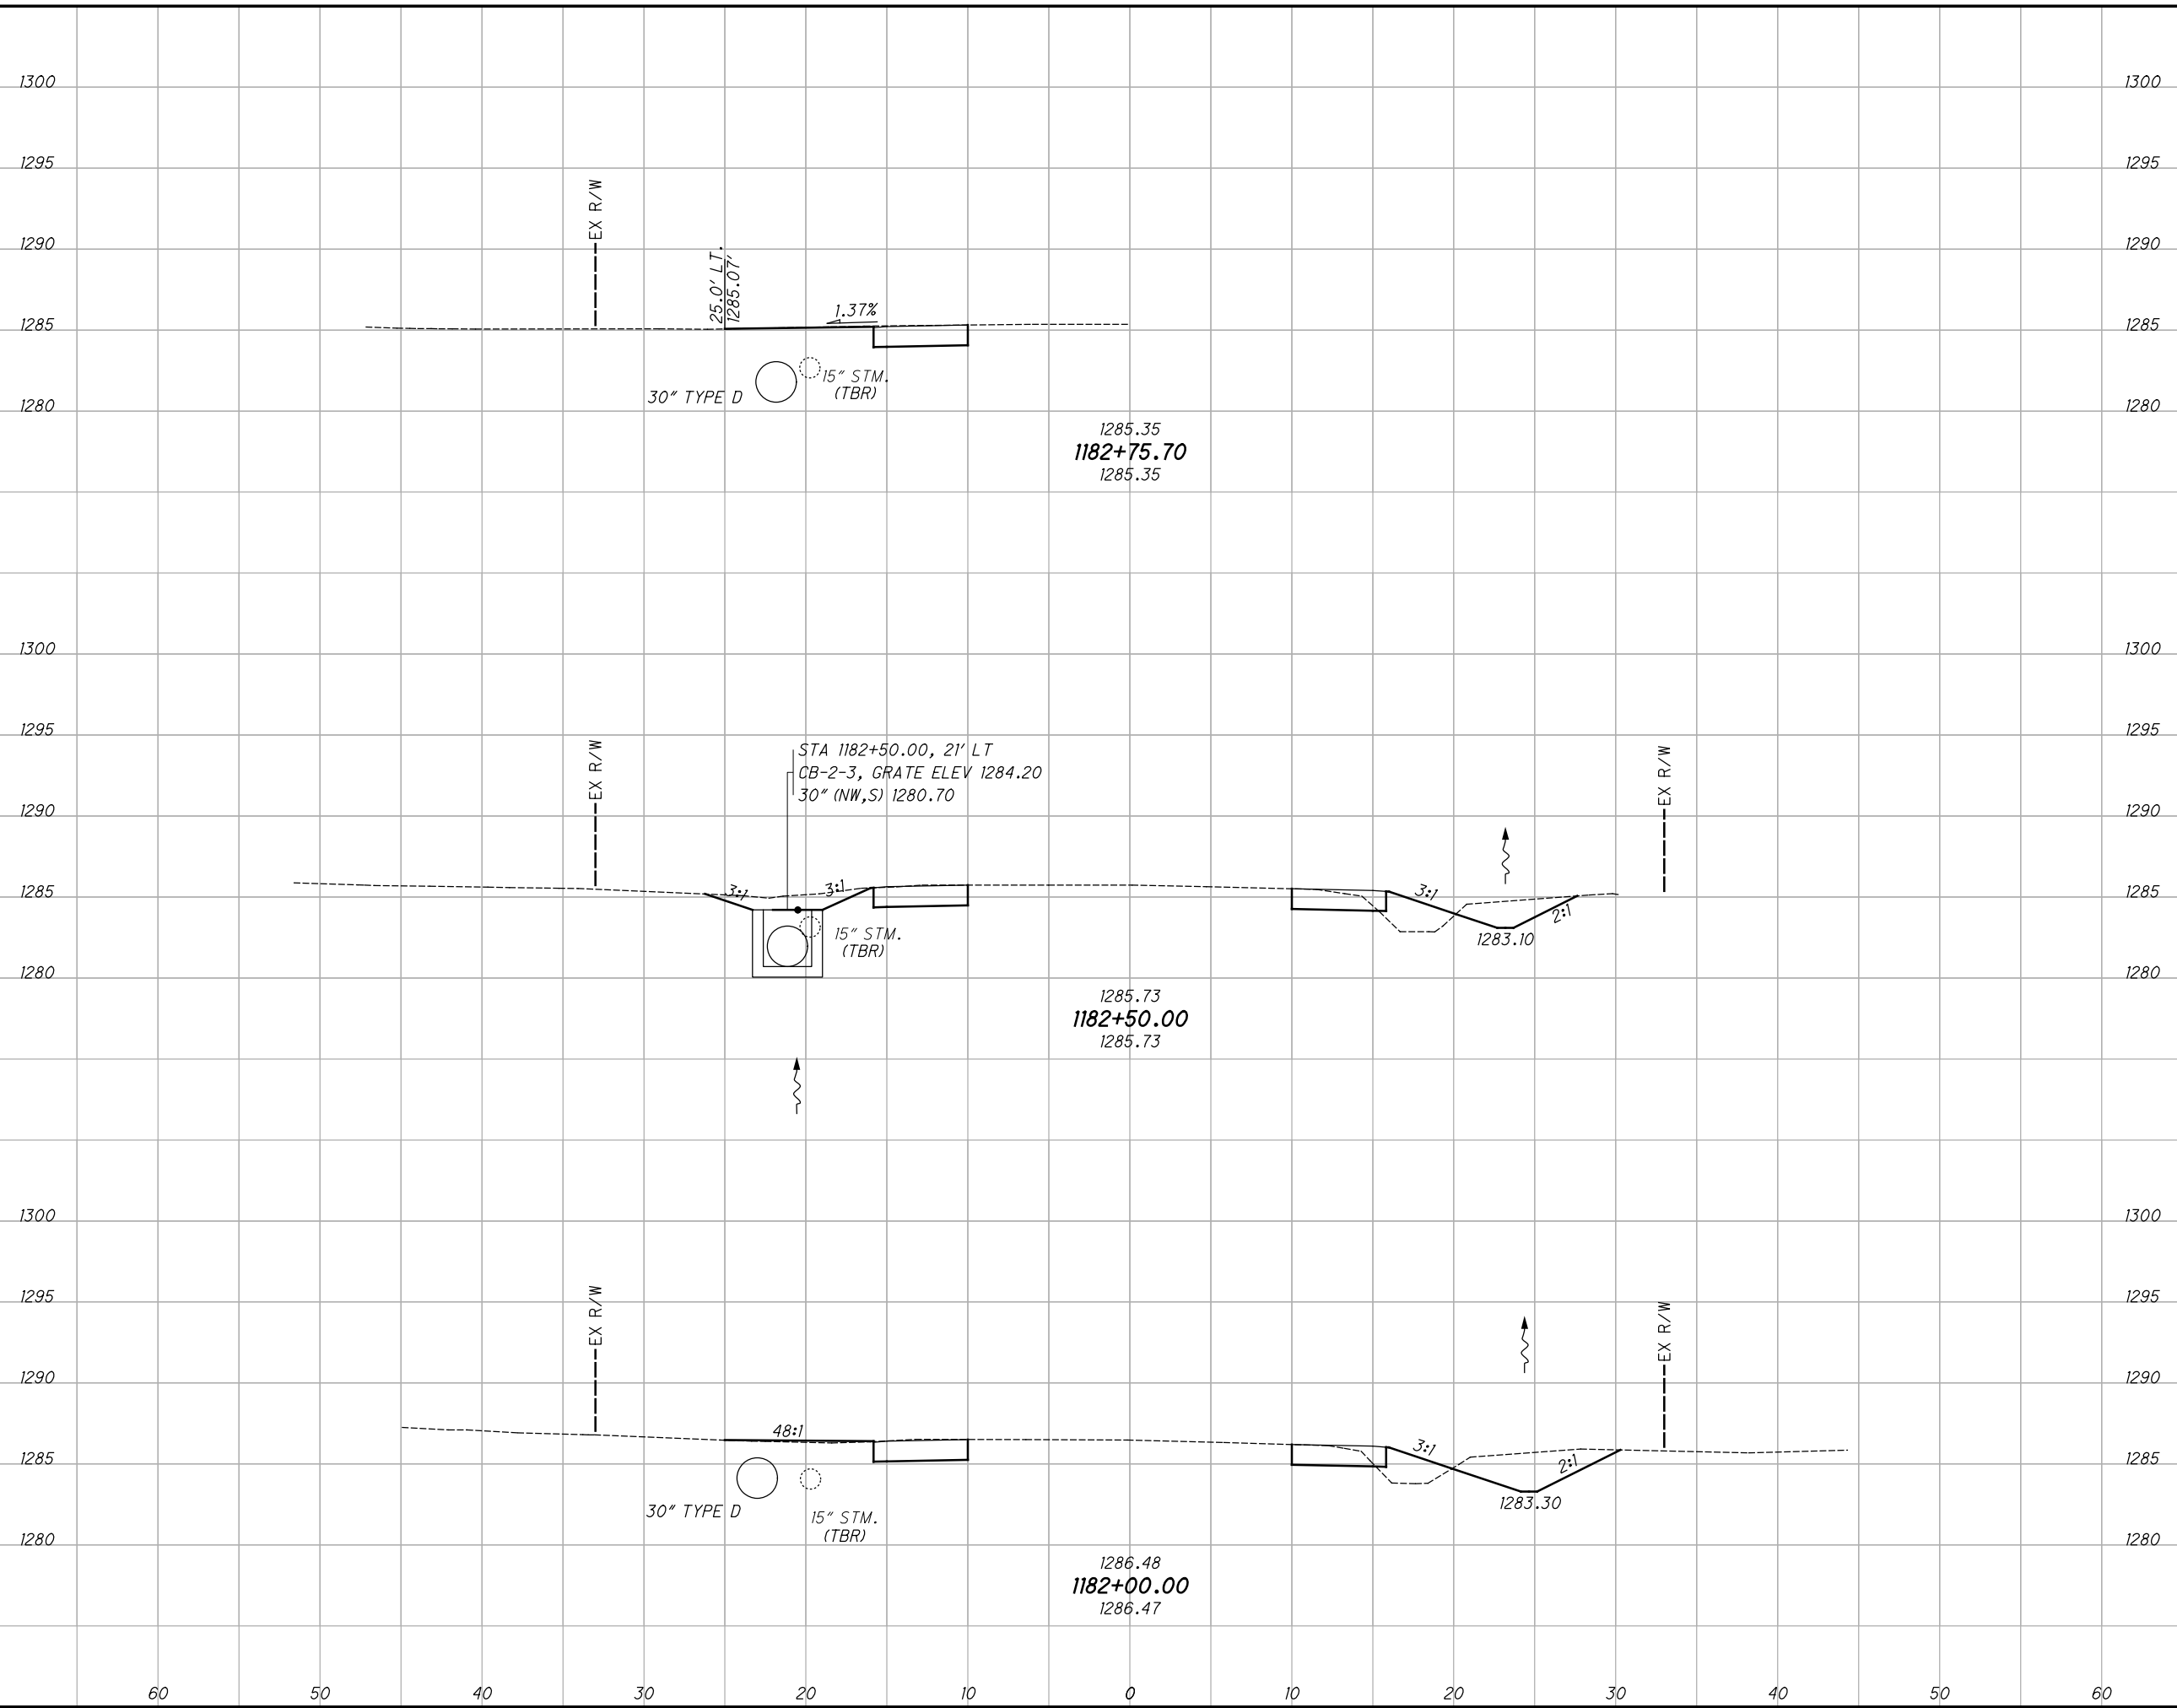 1300 1300
1295 1295
EX R/W
1290 1290
25.0' LT.
1285.07'
1.37%
1285 1285
15" STM.
(TBR)
30" TYPE D
1280 1280
1285.35
1182+75.70
1285.35
1300 1300
1295 1295
EX R/W
STA 1182+50.00, 21' LT
CB-2-3, GRATE ELEV 1284.20
30" (NW,S) 1280.70
EX R/W
1290 1290
1285 1285
3:1 3:1 3:1 2:1
15" STM.
(TBR)
1283.10
1280 1280
1285.73
1182+50.00
1285.73
1300 1300
1295 1295
EX R/W
EX R/W
1290 1290
48:1 3:1 2:1
1285 1285
30" TYPE D
15" STM.
(TBR)
1283.30
1280 1280
1286.48
1182+00.00
1286.47
60 50 40 30 20 10 0 10 20 30 40 50 60